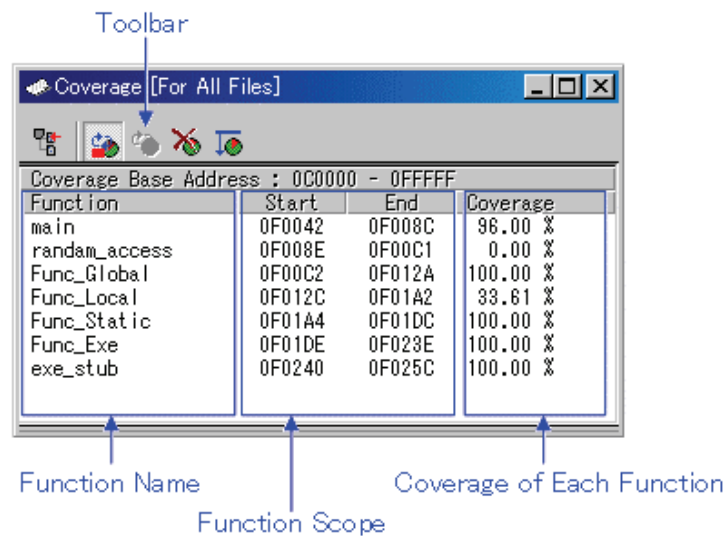 Toolbar
Coverage [For All Files]
Coverage Base Address : 0C0000 - 0FFFFF
Function Start End Coverage
main 0F0042 0F008C 96.00 %
randam_access 0F008E 0F00C1 0.00 %
Func_Global 0F00C2 0F012A 100.00 %
Func_Local 0F012C 0F01A2 33.61 %
Func_Static 0F01A4 0F01DC 100.00 %
Func_Exe 0F01DE 0F023E 100.00 %
exe_stub 0F0240 0F025C 100.00 %
Function Name
Coverage of Each Function
Function Scope